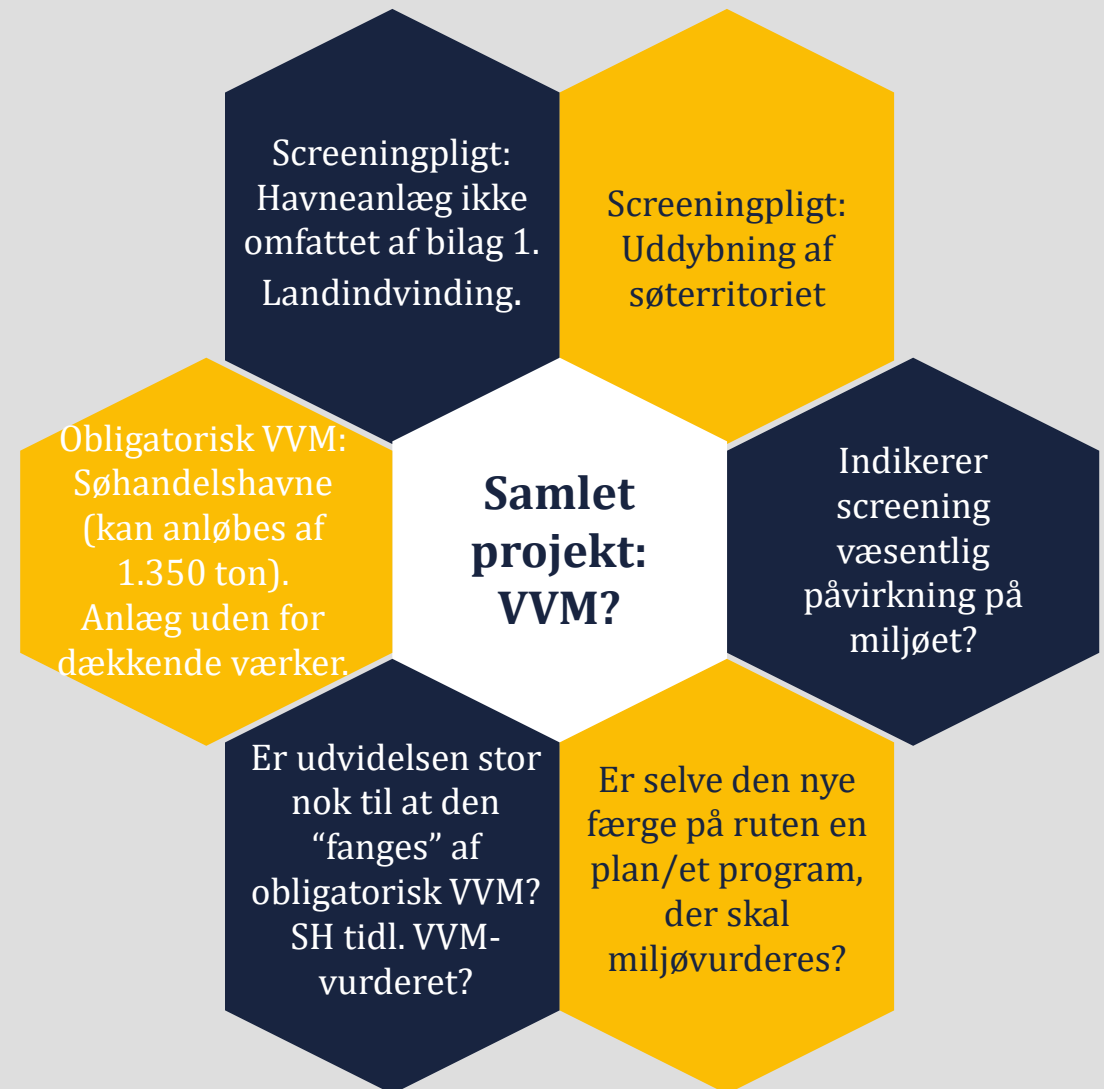 Screeningpligt:
Havneanlæg ikke
omfattet af bilag 1.
Landindvinding.
Screeningpligt:
Uddybning af
søterritoriet
Obligatorisk VVM:
Søhandelshavne
(kan anløbes af
1.350 ton).
Anlæg uden for
dækkende værker.
Samlet
projekt:
VVM?
Indikerer
screening
væsentlig
påvirkning på
miljøet?
Er udvidelsen stor
nok til at den
“fanges” af
obligatorisk VVM?
SH tidl. VVM-
vurderet?
Er selve den nye
færge på ruten en
plan/et program,
der skal
miljøvurderes?